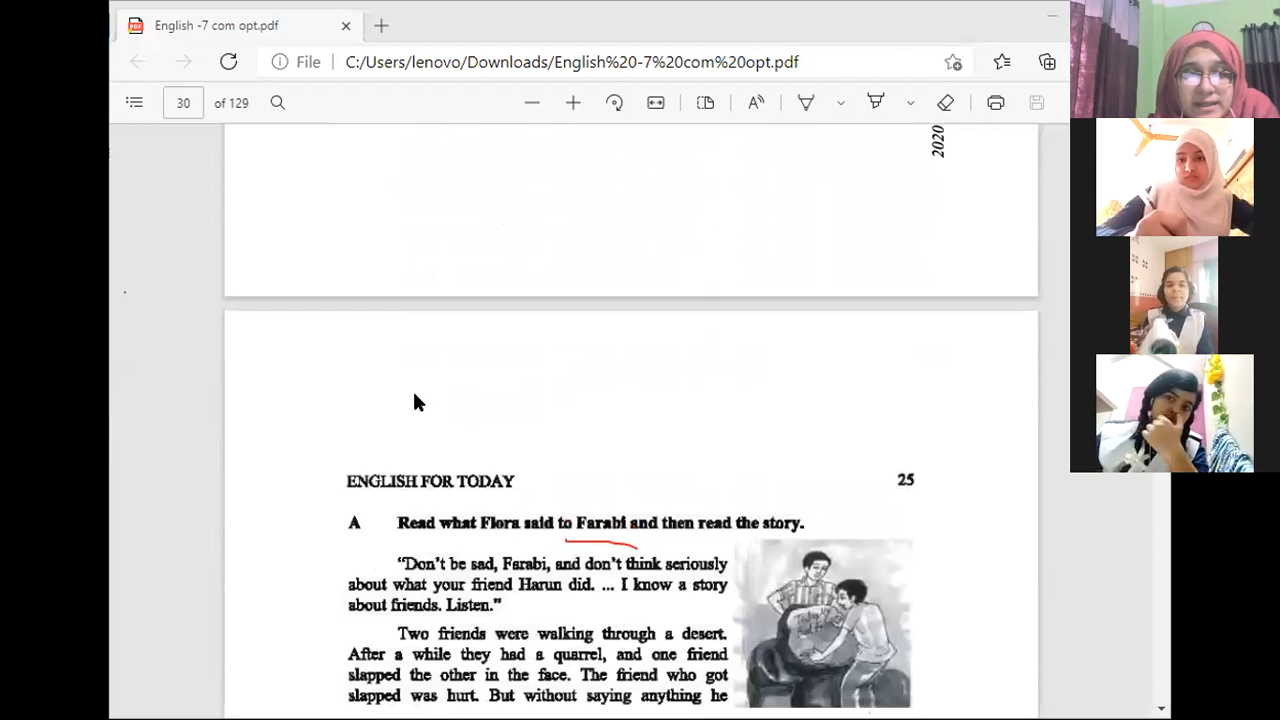 English -7 com opt.pdf
File C:/Users/lenovo/Downloads/English%20-7%20com%20opt.pdf
30 of 129
2020
ENGLISH FOR TODAY 25
A Read what Flora said to Farabi and then read the story.
“Don’t be sad, Farabi, and don’t think seriously
about what your friend Harun did. ... I know a story
about friends. Listen.”
Two friends were walking through a desert.
After a while they had a quarrel, and one friend
slapped the other in the face. The friend who got
slapped was hurt. But without saying anything he